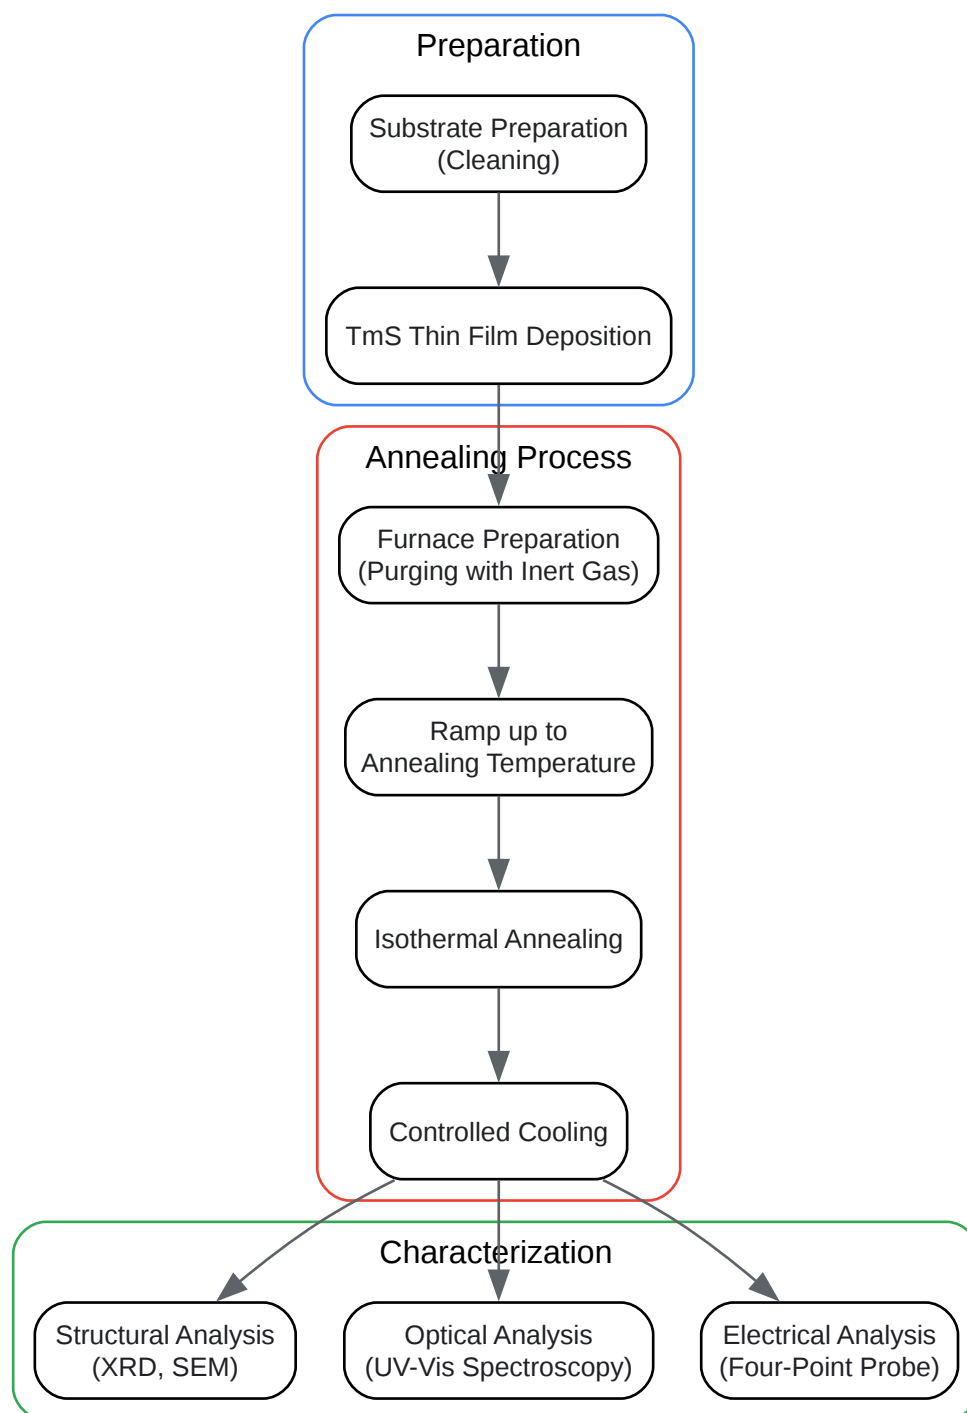 Preparation
Substrate Preparation
(Cleaning)
TmS Thin Film Deposition
Annealing Process
Furnace Preparation
(Purging with Inert Gas)
Ramp up to
Annealing Temperature
Isothermal Annealing
Controlled Cooling
Characterization
Structural Analysis
(XRD, SEM)
Optical Analysis
(UV-Vis Spectroscopy)
Electrical Analysis
(Four-Point Probe)